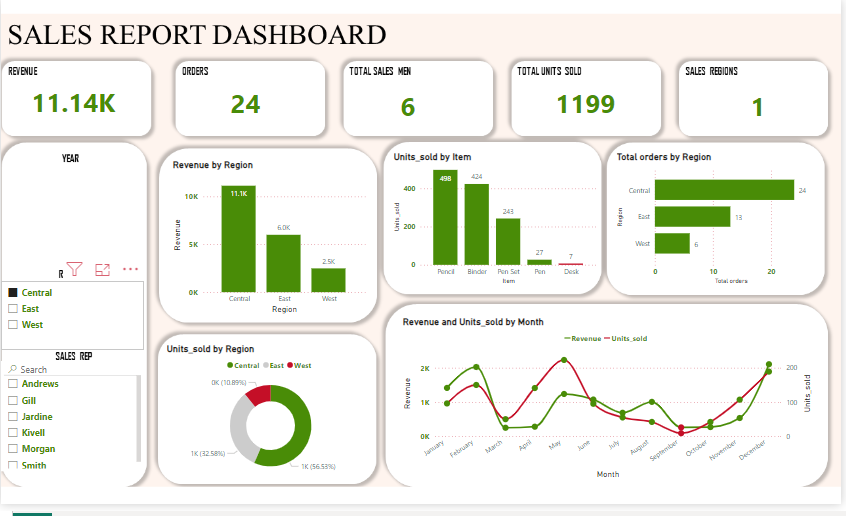 SALES REPORT DASHBOARD
REVENUE
11.14K
ORDERS
24
TOTAL SALES MEN
6
TOTAL UNITS SOLD
1199
SALES REGIONS
1
YEAR
R
Central
East
West
SALES REP
Search
Andrews
Gill
Jardine
Kivell
Morgan
Smith
Revenue by Region
Revenue
10K
5K
0K
11.1K
6.0K
2.5K
Central East West
Region
Units_sold by Item
Units_sold
400
200
0
498
424
243
27
7
Pencil Binder Pen Set Pen Desk
Item
Total orders by Region
Region
Central
24
East
13
West
6
0 10 20
Total orders
Units_sold by Region
Central East West
0K (10.89%)
1K (32.58%)
1K (56.53%)
Revenue and Units_sold by Month
Revenue Units_sold
Revenue
2K
1K
0K
200
100
0
Units_sold
January February March April May June July August September October November December
Month